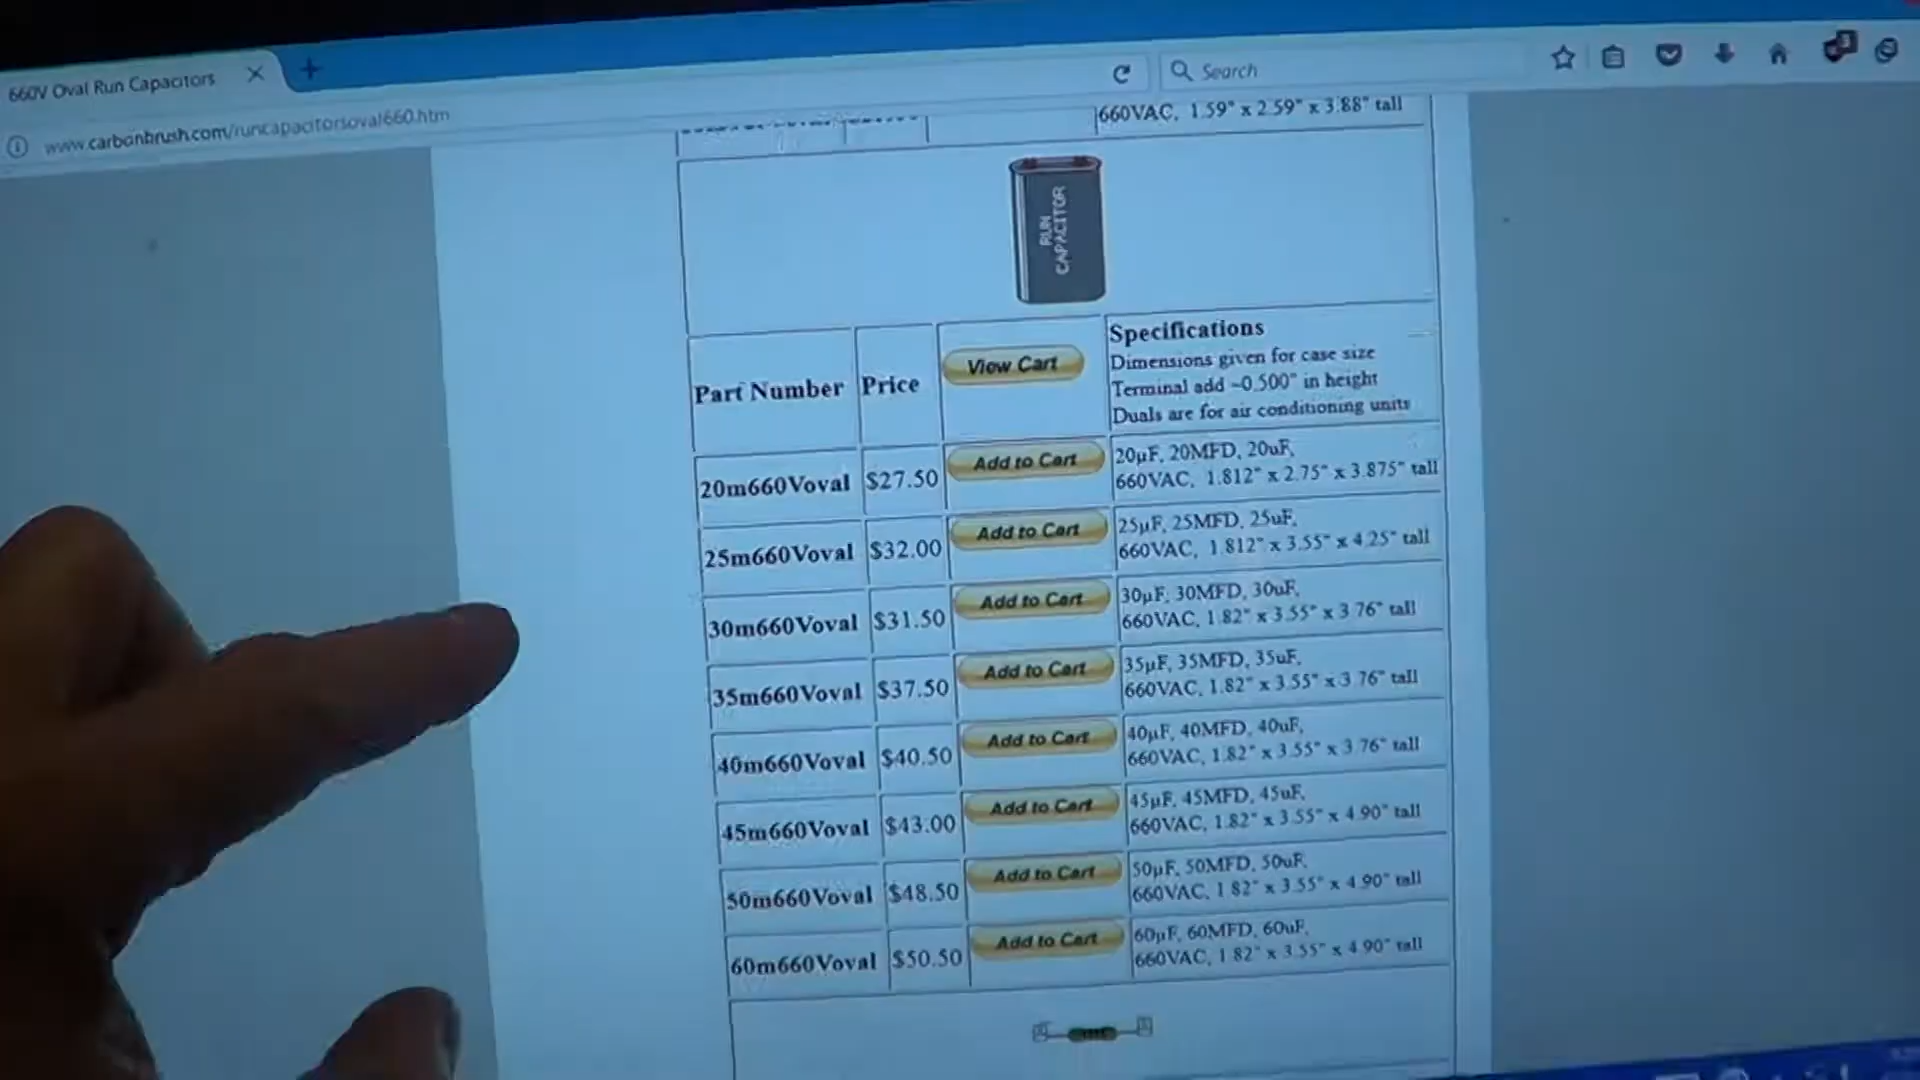 660V Oval Run Capacitors
Search
www.carbonbrush.com/runcapacitorsoval660.htm
660VAC, 1.59" x 2.59" x 3.88" tall
RUN
CAPACITOR
Part Number Price View Cart Specifications
Dimensions given for case size
Terminal add ~0.500" in height
Duals are for air conditioning units
20m660Voval $27.50 Add to Cart 20µF, 20MFD, 20uF,
660VAC, 1.812" x 2.75" x 3.875" tall
25m660Voval $32.00 Add to Cart 25µF, 25MFD, 25uF,
660VAC, 1.812" x 3.55" x 4.25" tall
30m660Voval $31.50 Add to Cart 30µF, 30MFD, 30uF,
660VAC, 1.82" x 3.55" x 3.76" tall
35m660Voval $37.50 Add to Cart 35µF, 35MFD, 35uF,
660VAC, 1.82" x 3.55" x 3.76" tall
40m660Voval $40.50 Add to Cart 40µF, 40MFD, 40uF,
660VAC, 1.82" x 3.55" x 3.76" tall
45m660Voval $43.00 Add to Cart 45µF, 45MFD, 45uF,
660VAC, 1.82" x 3.55" x 4.90" tall
50m660Voval $48.50 Add to Cart 50µF, 50MFD, 50uF,
660VAC, 1.82" x 3.55" x 4.90" tall
60m660Voval $50.50 Add to Cart 60µF, 60MFD, 60uF,
660VAC, 1.82" x 3.55" x 4.90" tall